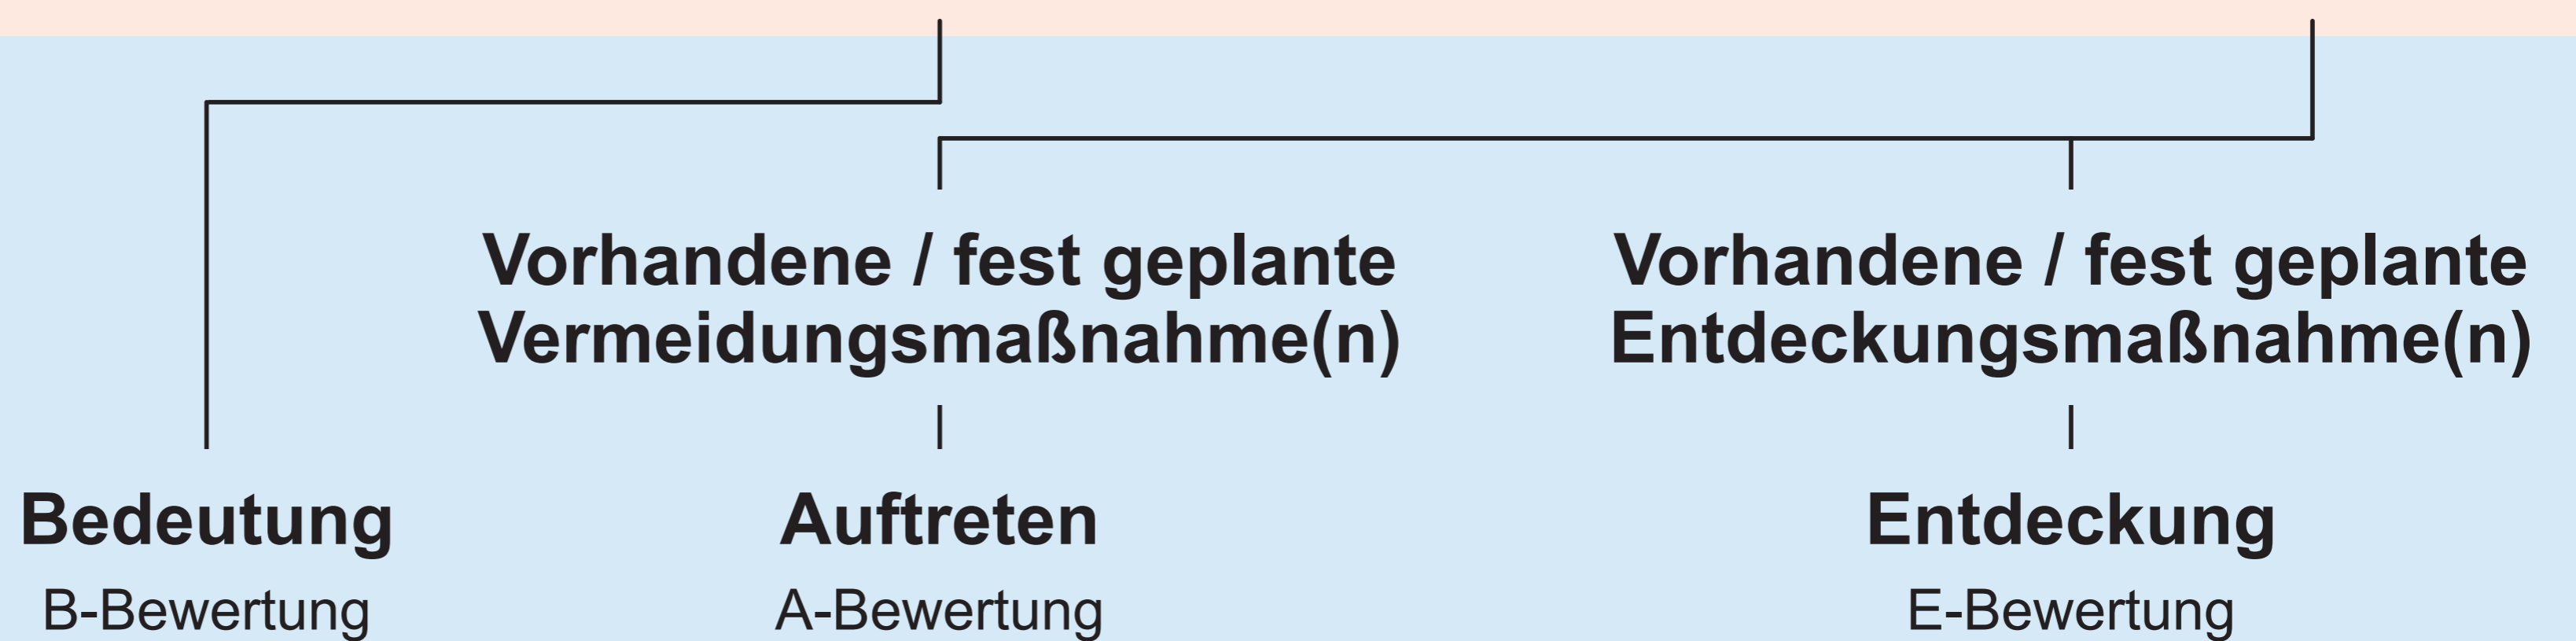 Vorhandene / fest geplante
Vermeidungsmaßnahme(n)
Vorhandene / fest geplante
Entdeckungsmaßnahme(n)
Bedeutung
B-Bewertung
Auftreten
A-Bewertung
Entdeckung
E-Bewertung